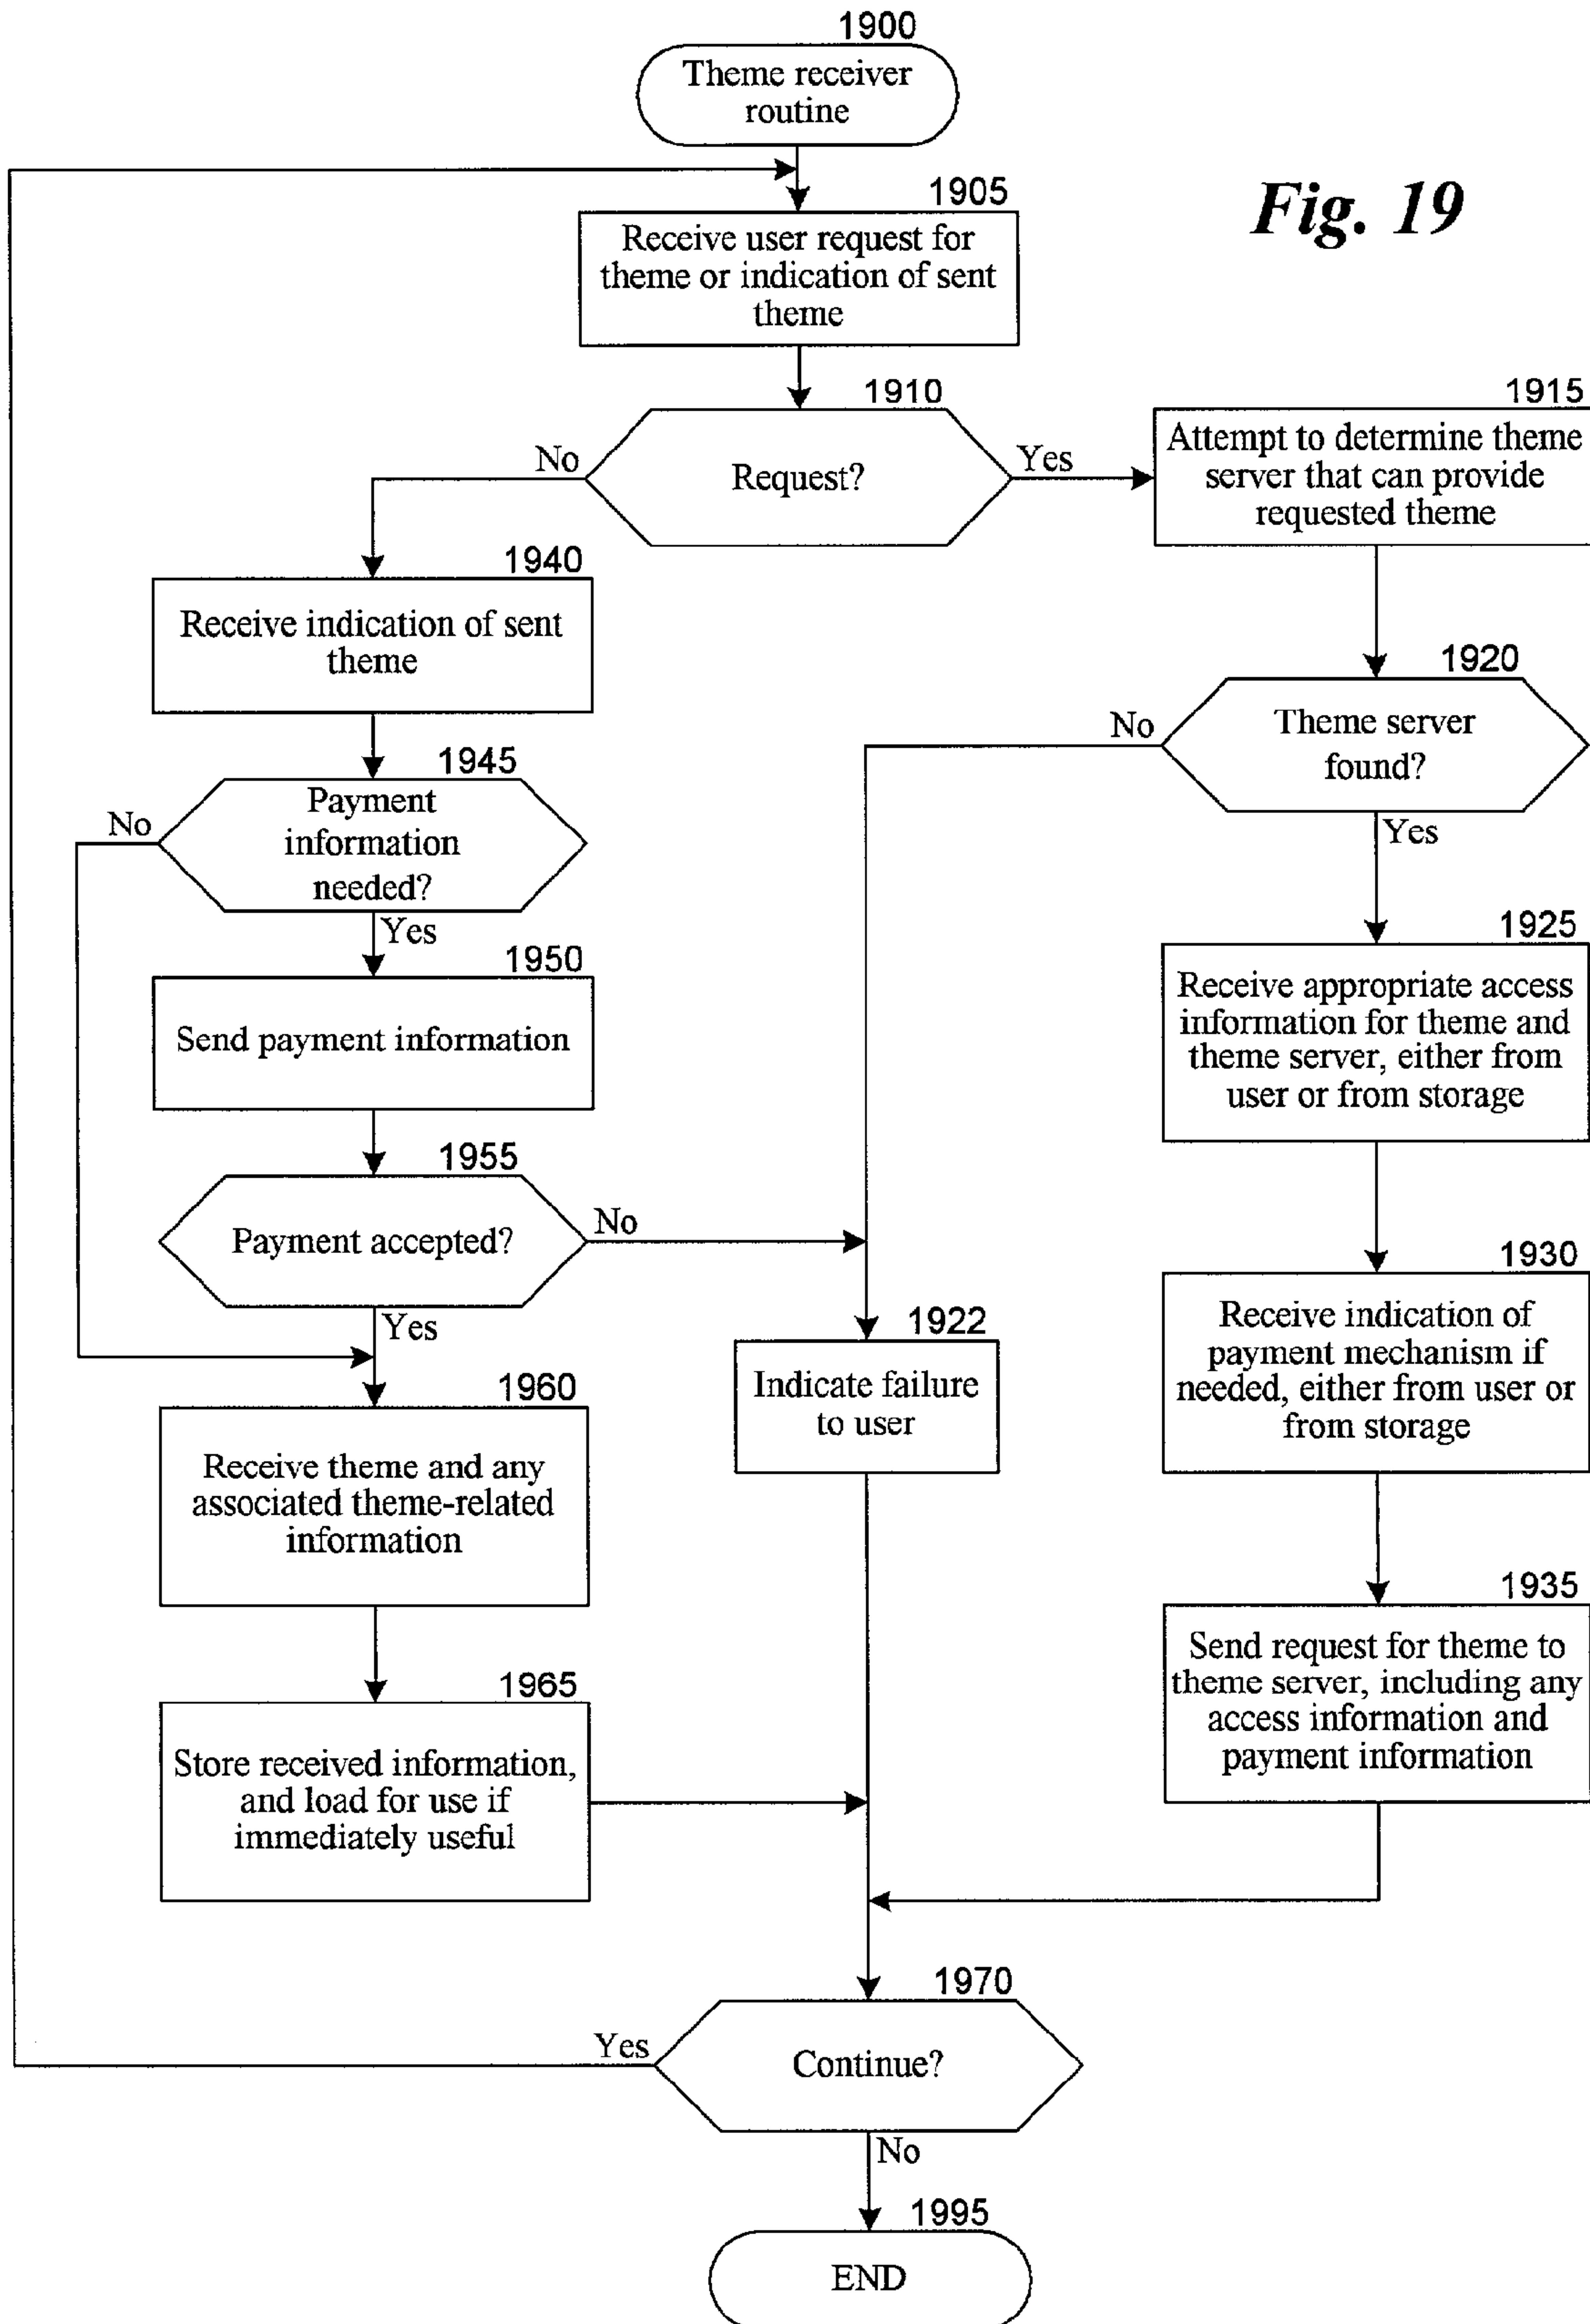 1900
Theme receiver
routine
Fig. 19
1905
Receive user request for
theme or indication of sent
theme
1910
Request?
No
Yes
1915
Attempt to determine theme
server that can provide
requested theme
1940
Receive indication of sent
theme
1920
Theme server
found?
No
Yes
1945
Payment
information
needed?
No
Yes
1925
Receive appropriate access
information for theme and
theme server, either from
user or from storage
1950
Send payment information
1955
Payment accepted?
No
Yes
1930
Receive indication of
payment mechanism if
needed, either from user or
from storage
1922
Indicate failure
to user
1960
Receive theme and any
associated theme-related
information
1935
Send request for theme to
theme server, including any
access information and
payment information
1965
Store received information,
and load for use if
immediately useful
1970
Continue?
Yes
No
1995
END